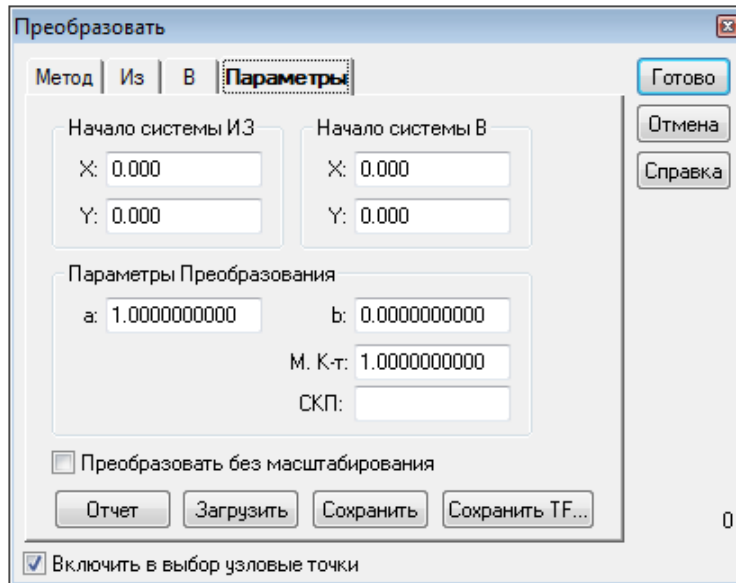 Преобразовать
Метод Из В Параметры Готово
Отмена
Справка
Начало системы ИЗ Начало системы В
X: 0.000 X: 0.000
Y: 0.000 Y: 0.000
Параметры Преобразования
a: 1.0000000000 b: 0.0000000000
М. К-т: 1.0000000000
СКП:
Преобразовать без масштабирования
Отчет Загрузить Сохранить Сохранить TF... 0
Включить в выбор узловые точки